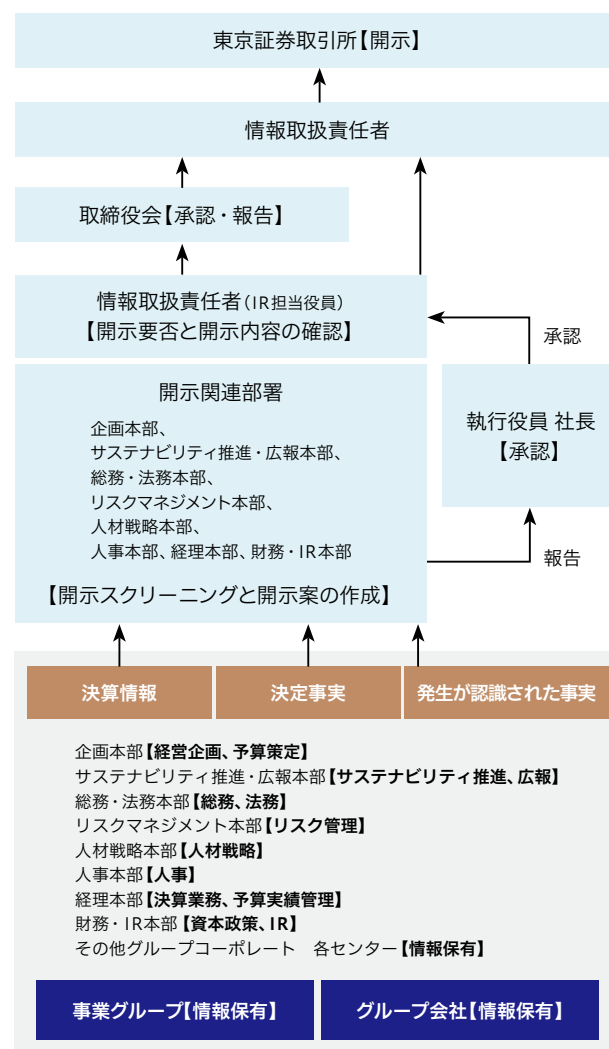 東京証券取引所【開示】
情報取扱責任者
取締役会【承認・報告】
情報取扱責任者(IR担当役員)
【開示要否と開示内容の確認】
承認
開示関連部署
企画本部、
サステナビリティ推進・広報本部、
総務・法務本部、
リスクマネジメント本部、
人材戦略本部、
人事本部、経理本部、財務・IR本部
【開示スクリーニングと開示案の作成】
執行役員 社長
【承認】
報告
決算情報
決定事実
発生が認識された事実
企画本部【経営企画、予算策定】
サステナビリティ推進・広報本部【サステナビリティ推進、広報】
総務・法務本部【総務、法務】
リスクマネジメント本部【リスク管理】
人材戦略本部【人材戦略】
人事本部【人事】
経理本部【決算業務、予算実績管理】
財務・IR本部【資本政策、IR】
その他グループコーポレート　各センター【情報保有】
事業グループ【情報保有】
グループ会社【情報保有】